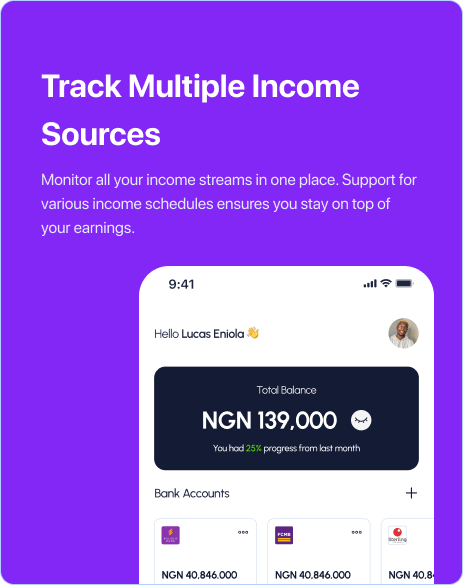 Track Multiple Income
Sources
Monitor all your income streams in one place. Support for
various income schedules ensures you stay on top of
your earnings.
9:41
Hello Lucas Eniola 👋
Total Balance
NGN 139,000
You had 25% progress from last month
Bank Accounts
FCMB
Sterling
NGN 40,846.000
NGN 40,846.000
NGN 40,84